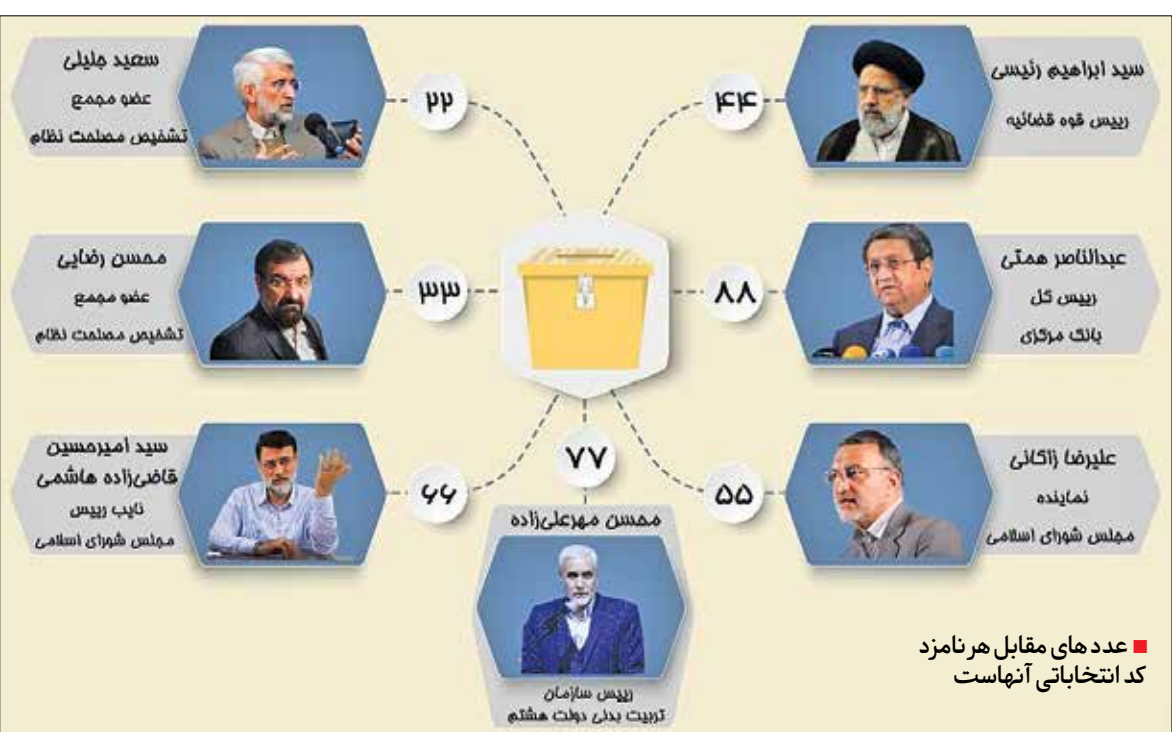 سید ابراهیم رئیسی
رییس قوه قضائیه
۴۴
سعید جلیلی
عضو مجمع
تشخیص مصلحت نظام
۲۲
عبدالناصر همتی
رییس کل
بانک مرکزی
۸۸
محسن رضایی
عضو مجمع
تشخیص مصلحت نظام
۳۳
علیرضا زاکانی
نماینده
مجلس شورای اسلامی
۵۵
سید امیرحسین
قاضی‌زاده هاشمی
نایب رییس
مجلس شورای اسلامی
۶۶
۷۷
محسن مهرعلی‌زاده
رییس سازمان
تربیت بدنی دولت هشتم
عددهای مقابل هر نامزد
کد انتخاباتی آنهاست